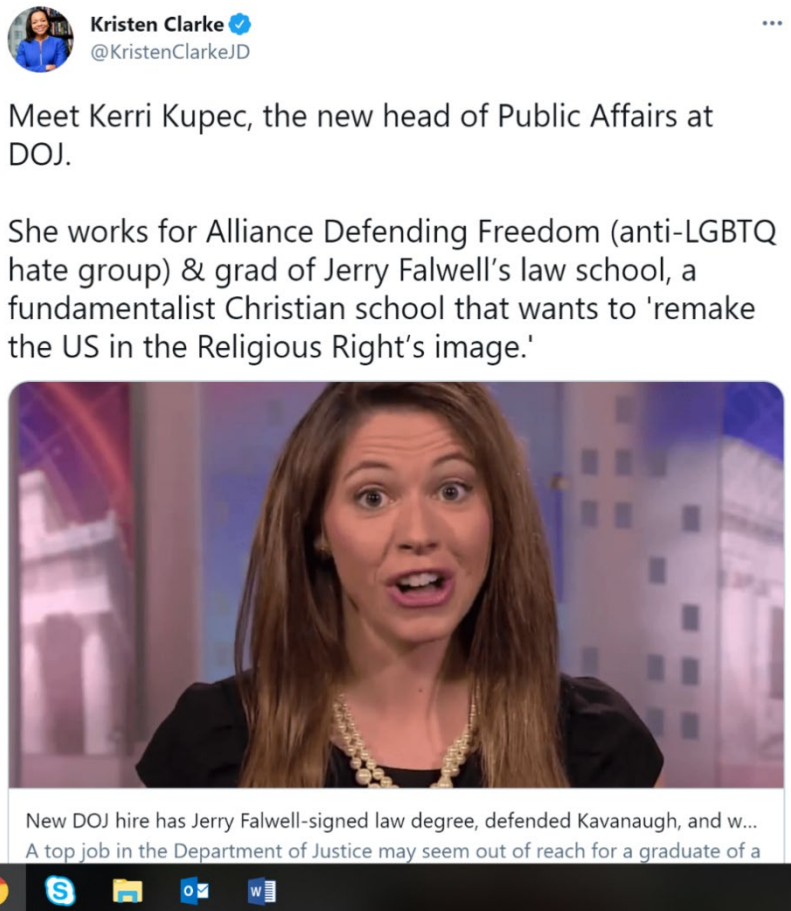 Kristen Clarke
@KristenClarkeJD
Meet Kerri Kupec, the new head of Public Affairs at
DOJ.
She works for Alliance Defending Freedom (anti-LGBTQ
hate group) & grad of Jerry Falwell's law school, a
fundamentalist Christian school that wants to 'remake
the US in the Religious Right's image.'
New DOJ hire has Jerry Falwell-signed law degree, defended Kavanaugh, and w...
A top job in the Department of Justice may seem out of reach for a graduate of a